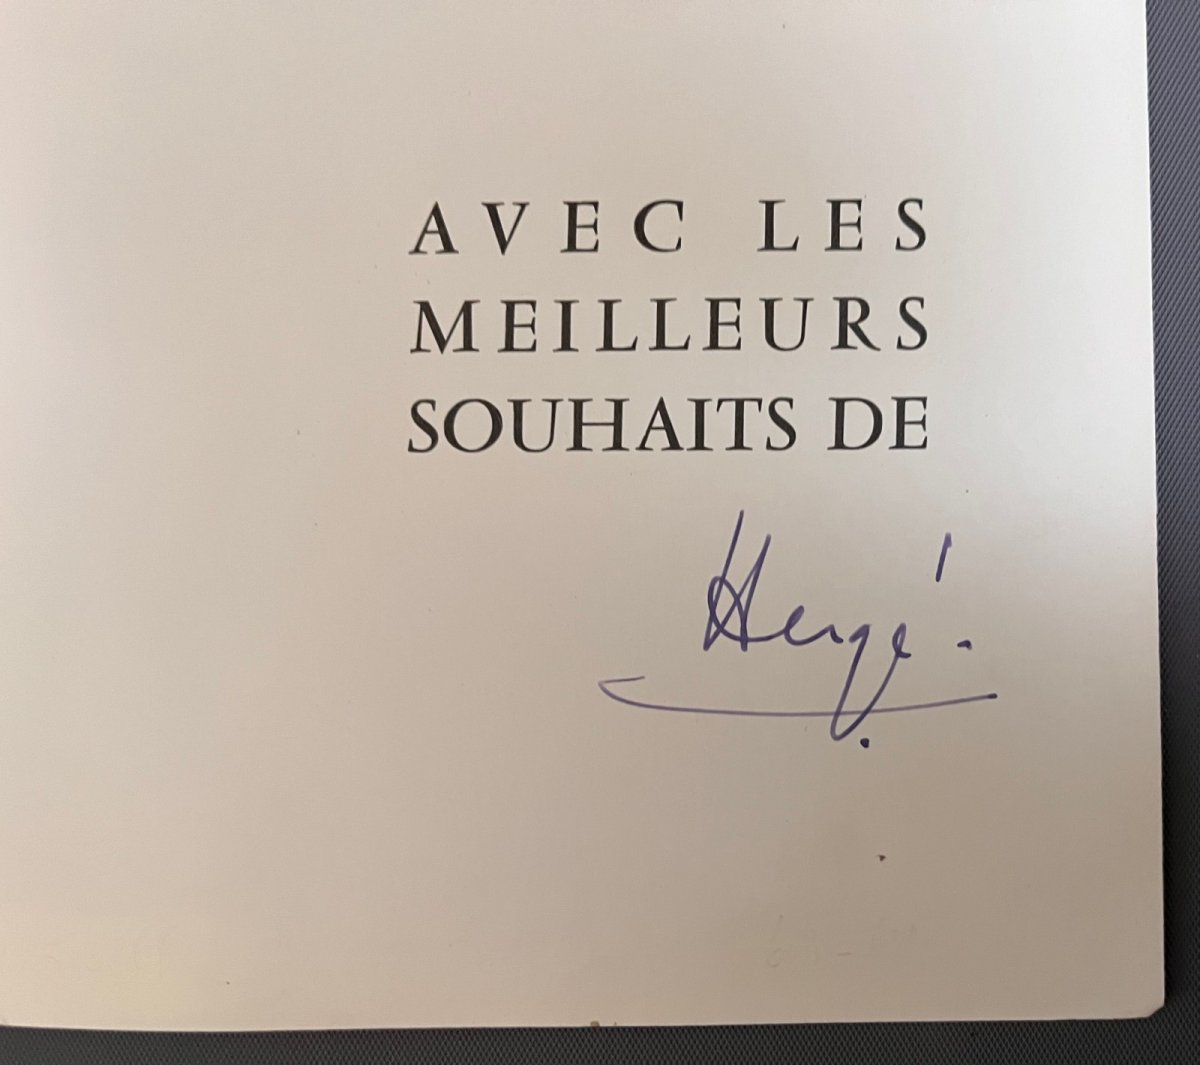 AVEC LES
MEILLEURS
SOUHAITS DE
Hergé.